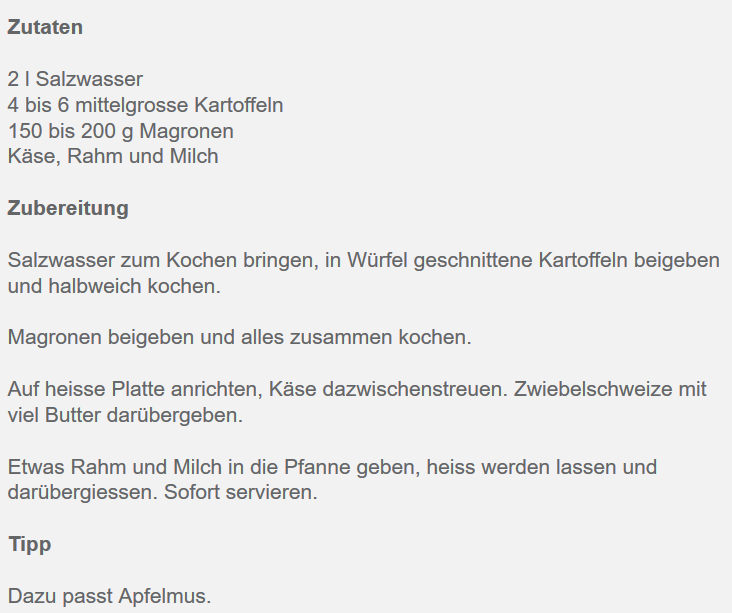 Zutaten
2 l Salzwasser
4 bis 6 mittelgrosse Kartoffeln
150 bis 200 g Magronen
Käse, Rahm und Milch
Zubereitung
Salzwasser zum Kochen bringen, in Würfel geschnittene Kartoffeln beigeben
und halbweich kochen.
Magronen beigeben und alles zusammen kochen.
Auf heisse Platte anrichten, Käse dazwischenstreuen. Zwiebelschweize mit
viel Butter darübergeben.
Etwas Rahm und Milch in die Pfanne geben, heiss werden lassen und
darübergiessen. Sofort servieren.
Tipp
Dazu passt Apfelmus.